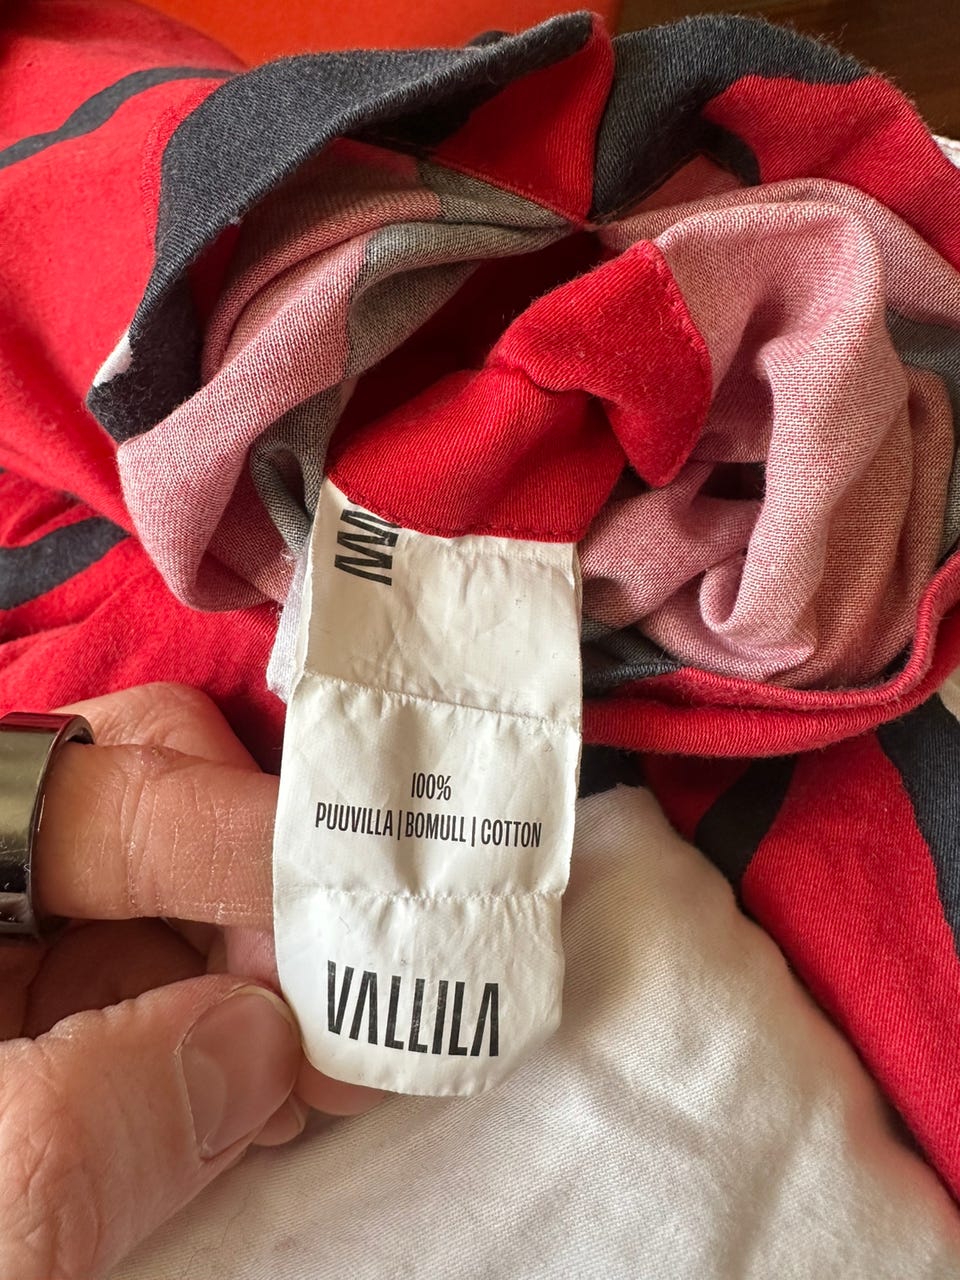 100%
PUUVILLA | BOMULL | COTTON
VALLILA